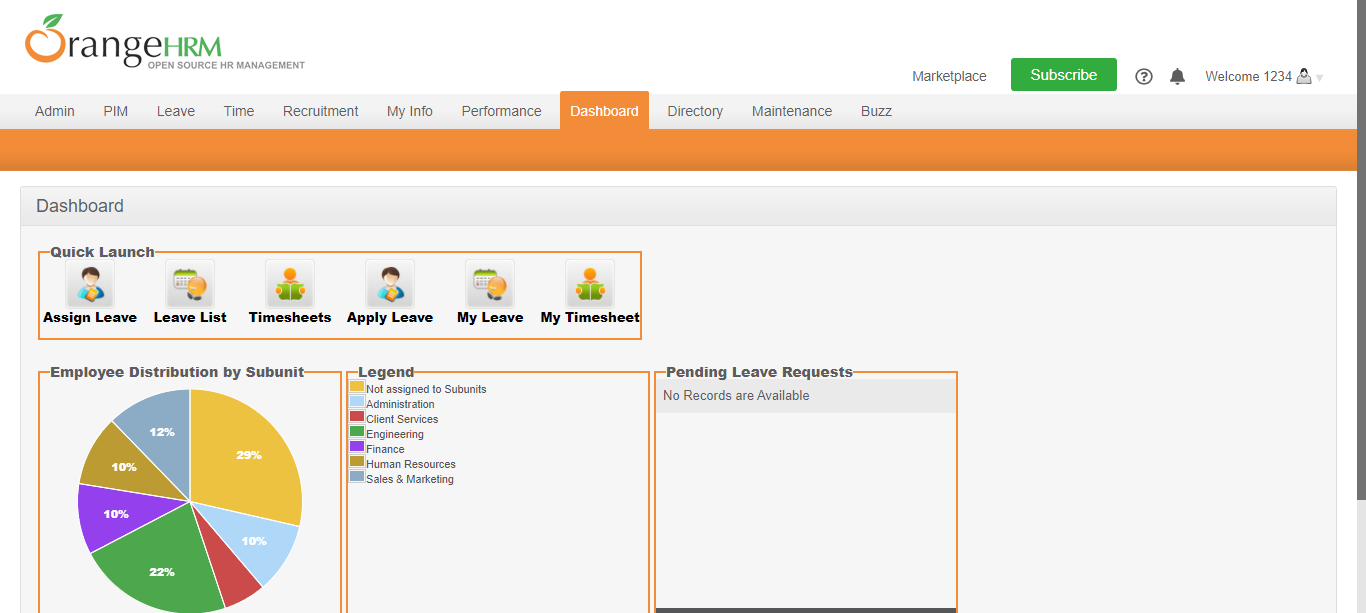 OrangeHRM
OPEN SOURCE HR MANAGEMENT
Marketplace Subscribe ? Welcome 1234
Admin PIM Leave Time Recruitment My Info Performance Dashboard Directory Maintenance Buzz
Dashboard
Quick Launch
Assign Leave Leave List Timesheets Apply Leave My Leave My Timesheet
Employee Distribution by Subunit
12%
29%
10%
10%
10%
22%
Legend
Not assigned to Subunits
Administration
Client Services
Engineering
Finance
Human Resources
Sales & Marketing
Pending Leave Requests
No Records are Available